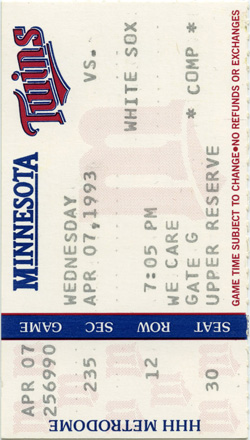 MINNESOTA
Twins
WEDNESDAY
APR 07,1993
VS.
WHITE SOX
7:05 PM
WE CARE
GATE G
* COMP *
UPPER RESERVE
GAME TIME SUBJECT TO CHANGE•NO REFUNDS OR EXCHANGES
GAME SEC ROW SEAT
APR 07
256990
235 12 30
HHH METRODOME